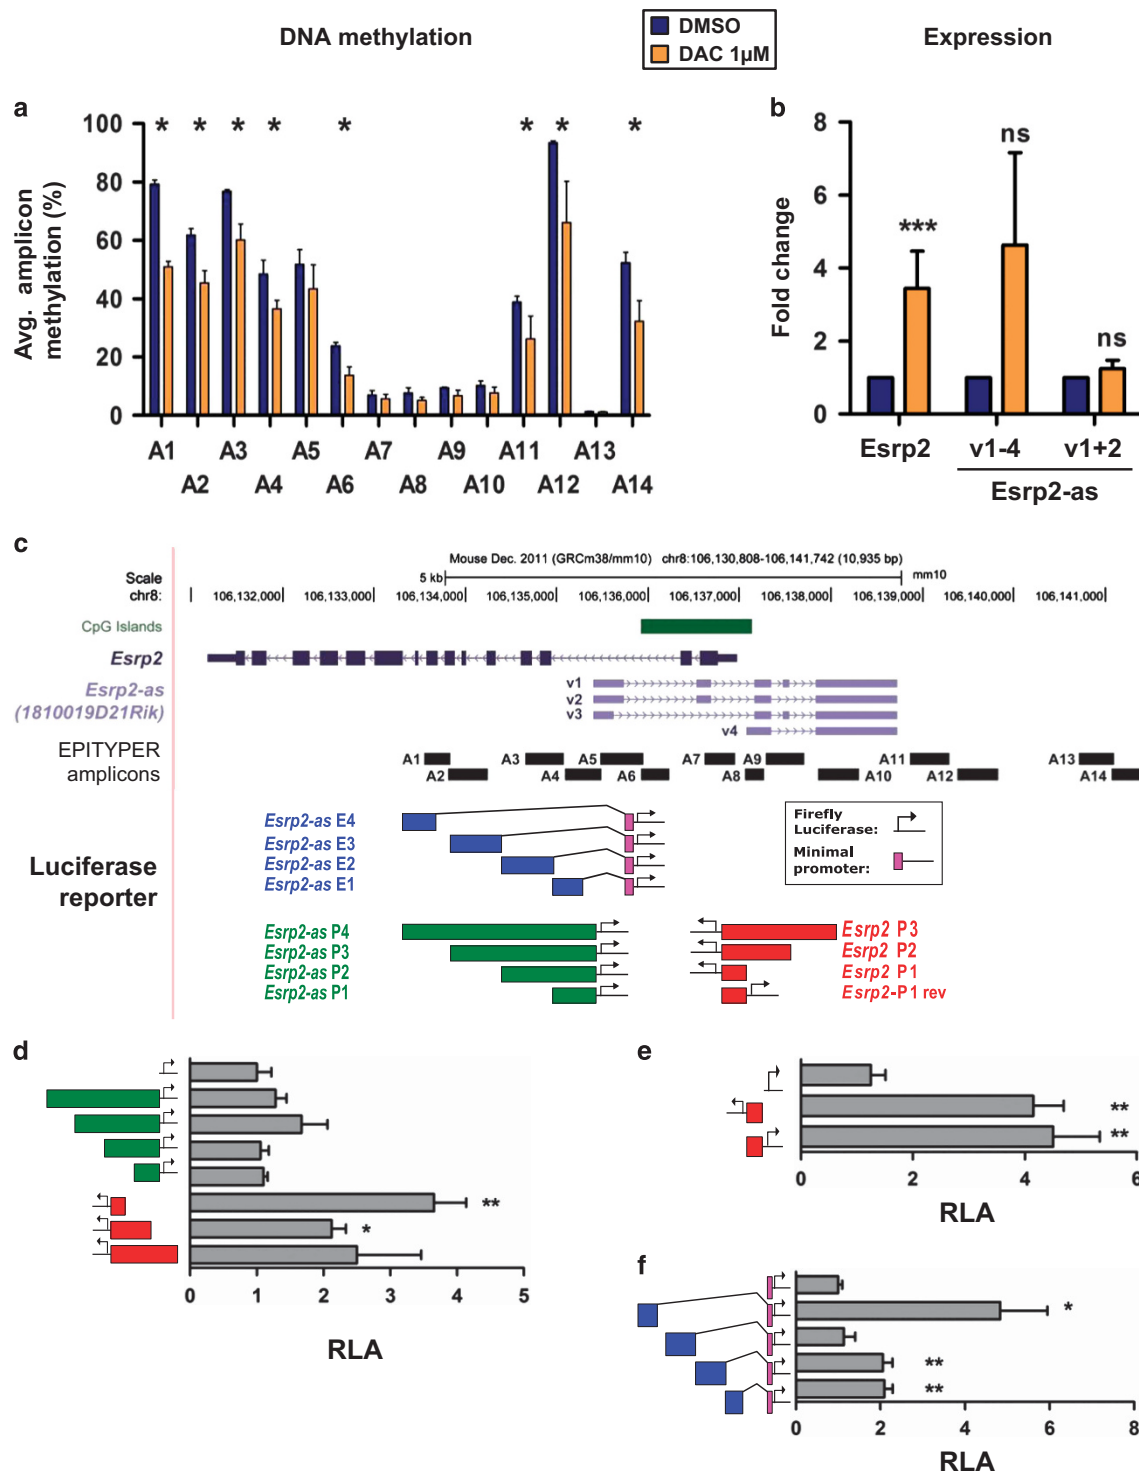 DNA methylation
DMSO
DAC 1µM
Expression
a
Avg. amplicon
methylation (%)
100
80
60
40
20
0
* * * * * * * *
A1 A3 A5 A7 A9 A11 A13
A2 A4 A6 A8 A10 A12 A14
b
Fold change
8
6
4
2
0
***
ns
ns
Esrp2 v1-4 v1+2
Esrp2-as
c
Mouse Dec. 2011 (GRCm38/mm10) chr8:106,130,808-106,141,742 (10,935 bp)
Scale
5 kb
mm10
chr8:
106,132,000 106,133,000 106,134,000 106,135,000 106,136,000 106,137,000 106,138,000 106,139,000 106,140,000 106,141,000
CpG Islands
Esrp2
Esrp2-as
(1810019D21Rik)
v1
v2
v3
v4
EPITYPER
amplicons
A1 A3 A5 A7 A9 A11 A13
A2 A4 A6 A8 A10 A12 A14
Luciferase
reporter
Esrp2-as E4
Esrp2-as E3
Esrp2-as E2
Esrp2-as E1
Firefly
Luciferase:
Minimal
promoter:
Esrp2-as P4
Esrp2-as P3
Esrp2-as P2
Esrp2-as P1
Esrp2 P3
Esrp2 P2
Esrp2 P1
Esrp2-P1 rev
d
**
*
0 1 2 3 4 5
RLA
e
**
**
0 2 4 6
RLA
f
*
**
**
0 2 4 6 8
RLA